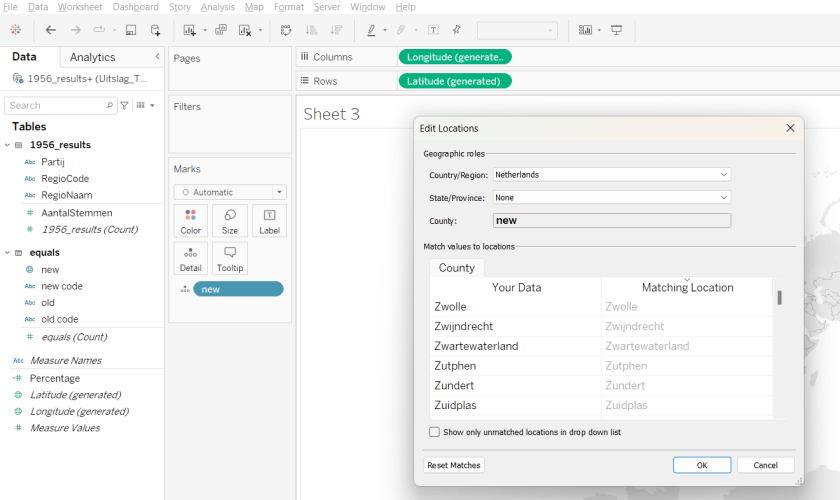 File Data Worksheet Dashboard Story Analysis Map Format Server Window Help
Data Analytics
1956_results+ (Uitslag_T...
Search
Tables
1956_results
Abc Partij
Abc RegioCode
Abc RegioNaam
# AantalStemmen
# 1956_results (Count)
equals
new
Abc new code
Abc old
Abc old code
# equals (Count)
Abc Measure Names
# Percentage
Latitude (generated)
Longitude (generated)
# Measure Values
Pages
Filters
Marks
Automatic
Color Size Label
Detail Tooltip
new
Columns Longitude (generate..
Rows Latitude (generated)
Sheet 3
Edit Locations
Geographic roles
Country/Region: Netherlands
State/Province: None
County: new
Match values to locations
County
Your Data Matching Location
Zwolle Zwolle
Zwijndrecht Zwijndrecht
Zwartewaterland Zwartewaterland
Zutphen Zutphen
Zundert Zundert
Zuidplas Zuidplas
Show only unmatched locations in drop down list
Reset Matches OK Cancel